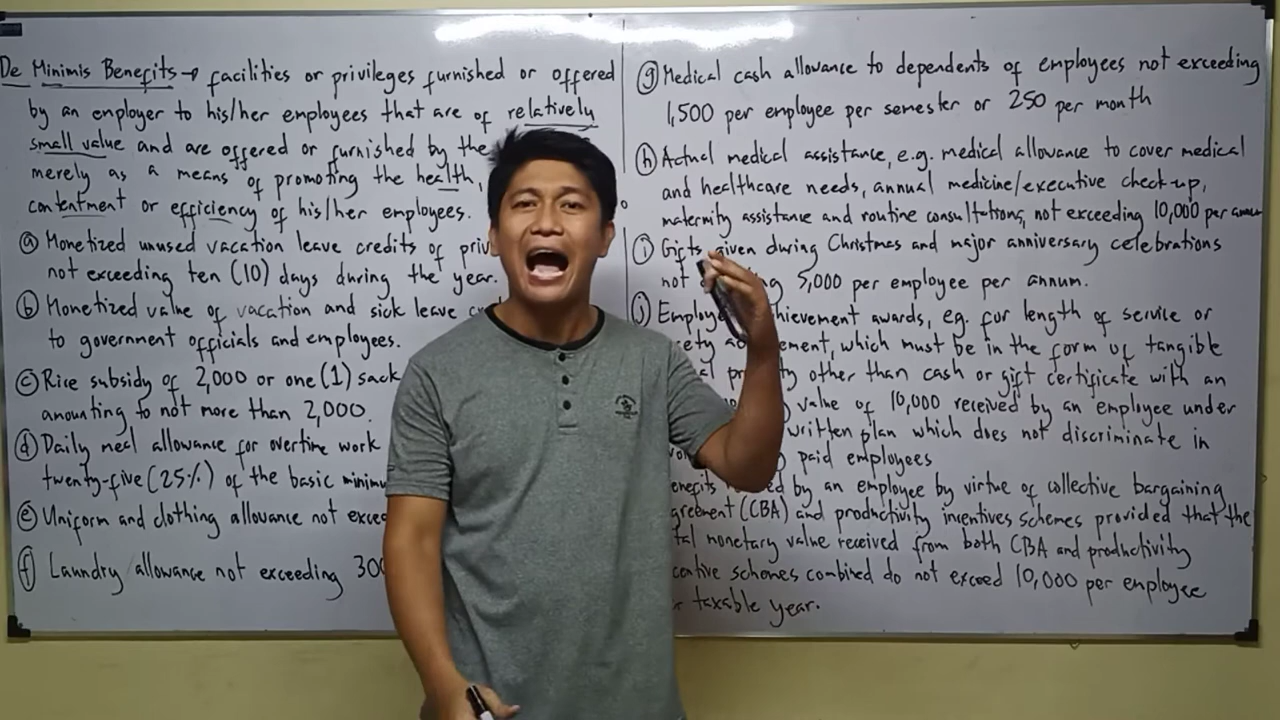 De Minimis Benefits → facilities or privileges furnished or offered
by an employer to his/her employees that are of relatively
small value and are offered or furnished by the
merely as a means of promoting the health,
contentment or efficiency of his/her employees.
ⓐ Monetized unused vacation leave credits of
not exceeding ten (10) days during the year.
ⓑ Monetized value of vacation and sick leave
to government officials and employees.
ⓒ Rice subsidy of 2,000 or one (1) sack
amounting to not more than 2,000.
ⓓ Daily meal allowance for overtime work
twenty-five (25%) of the basic
ⓔ Uniform and clothing allowance not
ⓕ Laundry allowance not exceeding
ⓖ Medical cash allowance to dependents of employees not exceeding
1,500 per employee per semester or 250 per month
ⓗ Actual medical assistance, e.g. medical allowance to cover medical
and healthcare needs, annual medicine/executive check-up,
maternity assistance and routine consultations, not exceeding 10,000 per
ⓘ Gifts given during Christmas and major anniversary celebrations
not 5,000 per employee per annum.
ⓙ awards, eg. for length of service or
which must be in the form of tangible
other than cash or gift certificate with an
value of 10,000 received by an employee under
written plan which does not discriminate in
paid employees
by an employee by virtue of collective bargaining
(CBA) and productivity incentives schemes provided that the
monetary value received from both CBA and productivity
schemes combined do not exceed 10,000 per employee
taxable year.